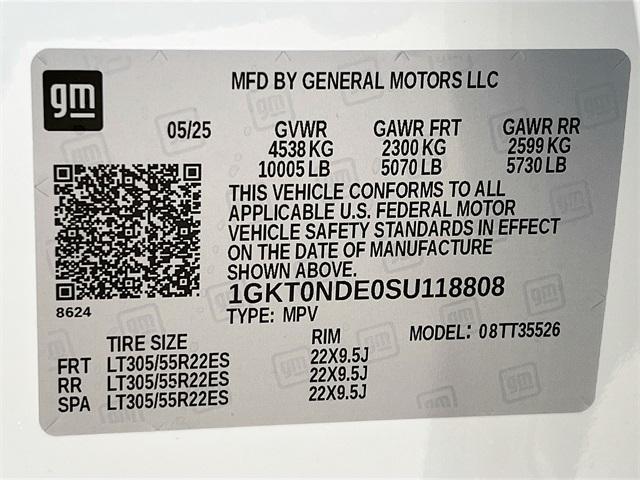 gm
MFD BY GENERAL MOTORS LLC
05/25 GVWR GAWR FRT GAWR RR
4538 KG 2300 KG 2599 KG
10005 LB 5070 LB 5730 LB
THIS VEHICLE CONFORMS TO ALL
APPLICABLE U.S. FEDERAL MOTOR
VEHICLE SAFETY STANDARDS IN EFFECT
ON THE DATE OF MANUFACTURE
SHOWN ABOVE.
1GKT0NDE0SU118808
8624
TYPE: MPV MODEL: 08TT35526
TIRE SIZE RIM
FRT LT305/55R22ES 22X9.5J
RR LT305/55R22ES 22X9.5J
SPA LT305/55R22ES 22X9.5J